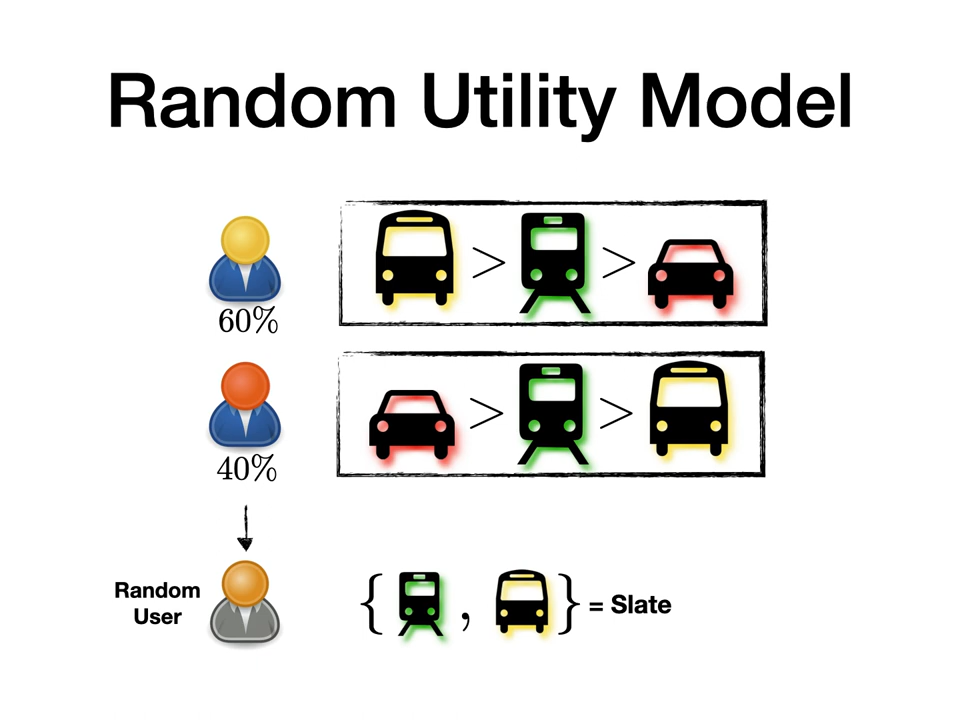 Random Utility Model
> >
60%
> >
40%
Random
User
{ , } = Slate